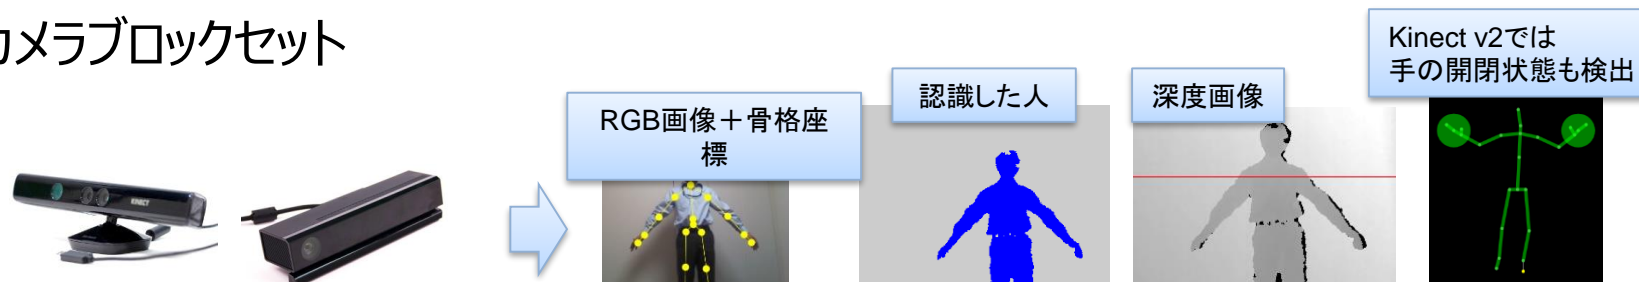 カメラブロックセット
Kinect v2では
手の開閉状態も検出
認識した人
深度画像
RGB画像＋骨格座
標
KINECT